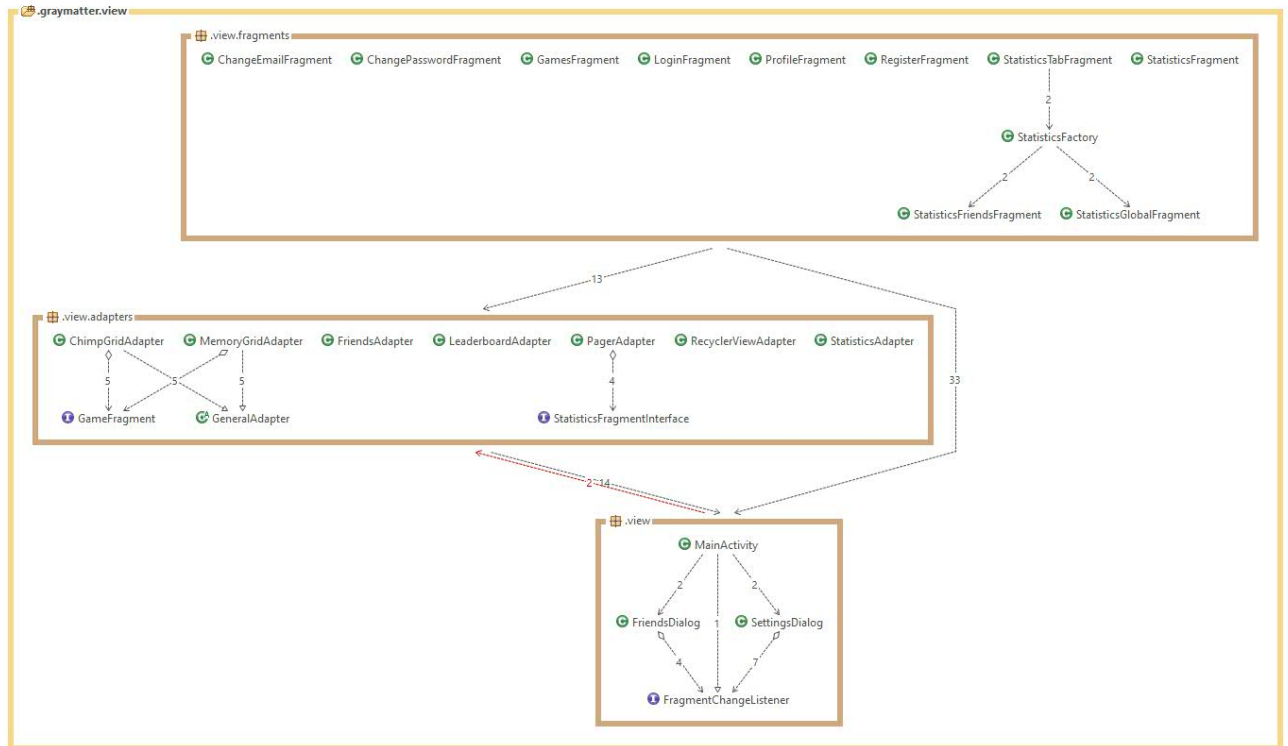 .graymatter.view
.view.fragments
ChangeEmailFragment ChangePasswordFragment GamesFragment LoginFragment ProfileFragment RegisterFragment StatisticsTabFragment StatisticsFragment
2
StatisticsFactory
2 2
StatisticsFriendsFragment StatisticsGlobalFragment
13
.view.adapters
ChimpGridAdapter MemoryGridAdapter FriendsAdapter LeaderboardAdapter PagerAdapter RecyclerViewAdapter StatisticsAdapter
5 5 5 4
33
GameFragment GeneralAdapter StatisticsFragmentInterface
2 14
.view
MainActivity
2 2
FriendsDialog 1 SettingsDialog
4 7
FragmentChangeListener